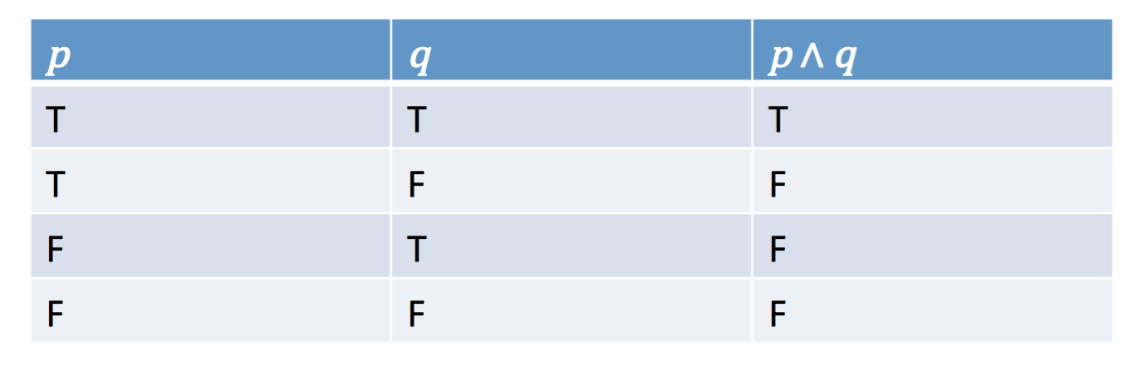 p q p ∧ q
T T T
T F F
F T F
F F F